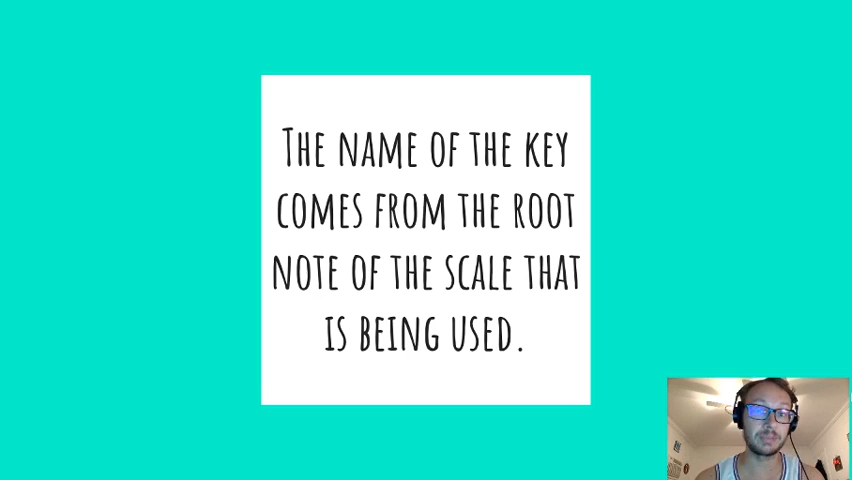 The name of the key
comes from the root
note of the scale that
is being used.